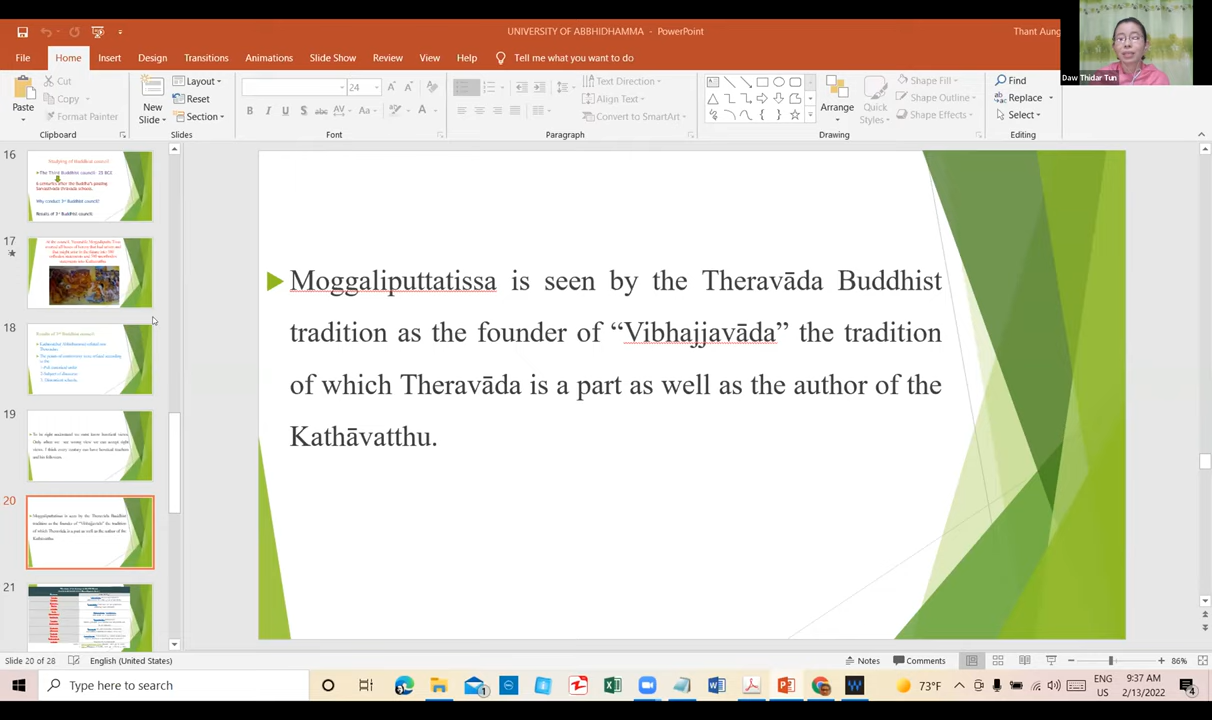 UNIVERSITY OF ABBHIDHAMMA - PowerPoint
Thant Aung
Daw Thidar Tun
File Home Insert Design Transitions Animations Slide Show Review View Help Tell me what you want to do
Paste
Cut
Copy
Format Painter
Clipboard
New Slide
Layout
Reset
Section
Slides
24
Font
Text Direction
Align Text
Convert to SmartArt
Paragraph
Arrange
Quick Styles
Shape Fill
Shape Outline
Shape Effects
Drawing
Find
Replace
Select
Editing
16
17
18
19
20
21
Moggaliputtatissa is seen by the Theravāda Buddhist
tradition as the founder of “Vibhajjavāda” the tradition
of which Theravāda is a part as well as the author of the
Kathāvatthu.
Slide 20 of 28 English (United States) Notes Comments 86%
Type here to search
73°F
ENG
US
9:37 AM
2/13/2022